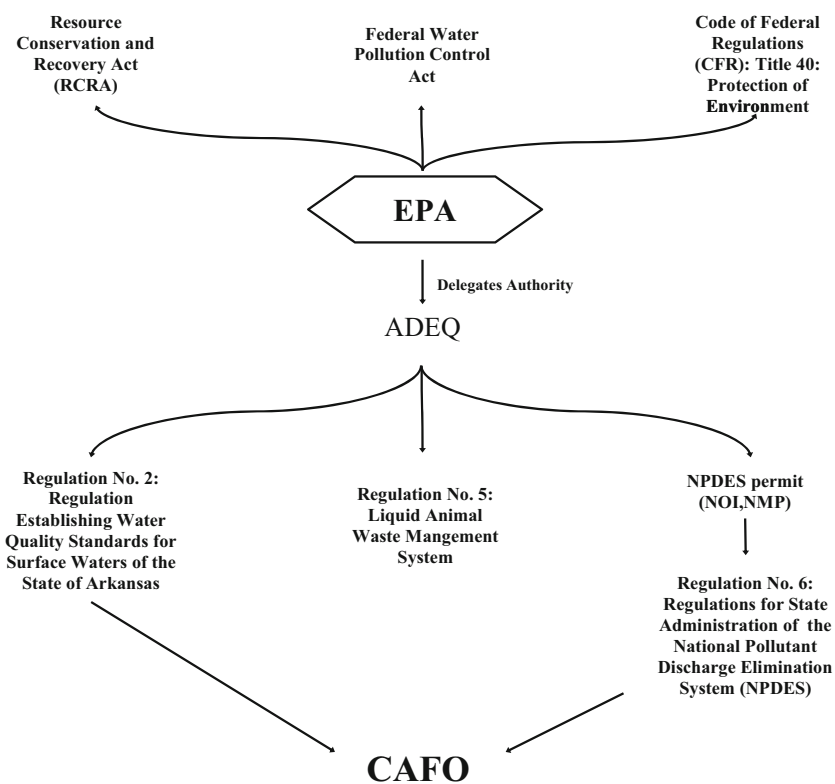 Resource
Conservation and
Recovery Act
(RCRA)
Federal Water
Pollution Control
Act
Code of Federal
Regulations
(CFR): Title 40:
Protection of
Environment
EPA
Delegates Authority
ADEQ
Regulation No. 2:
Regulation
Establishing Water
Quality Standards for
Surface Waters of the
State of Arkansas
Regulation No. 5:
Liquid Animal
Waste Mangement
System
NPDES permit
(NOI,NMP)
Regulation No. 6:
Regulations for State
Administration of the
National Pollutant
Discharge Elimination
System (NPDES)
CAFO